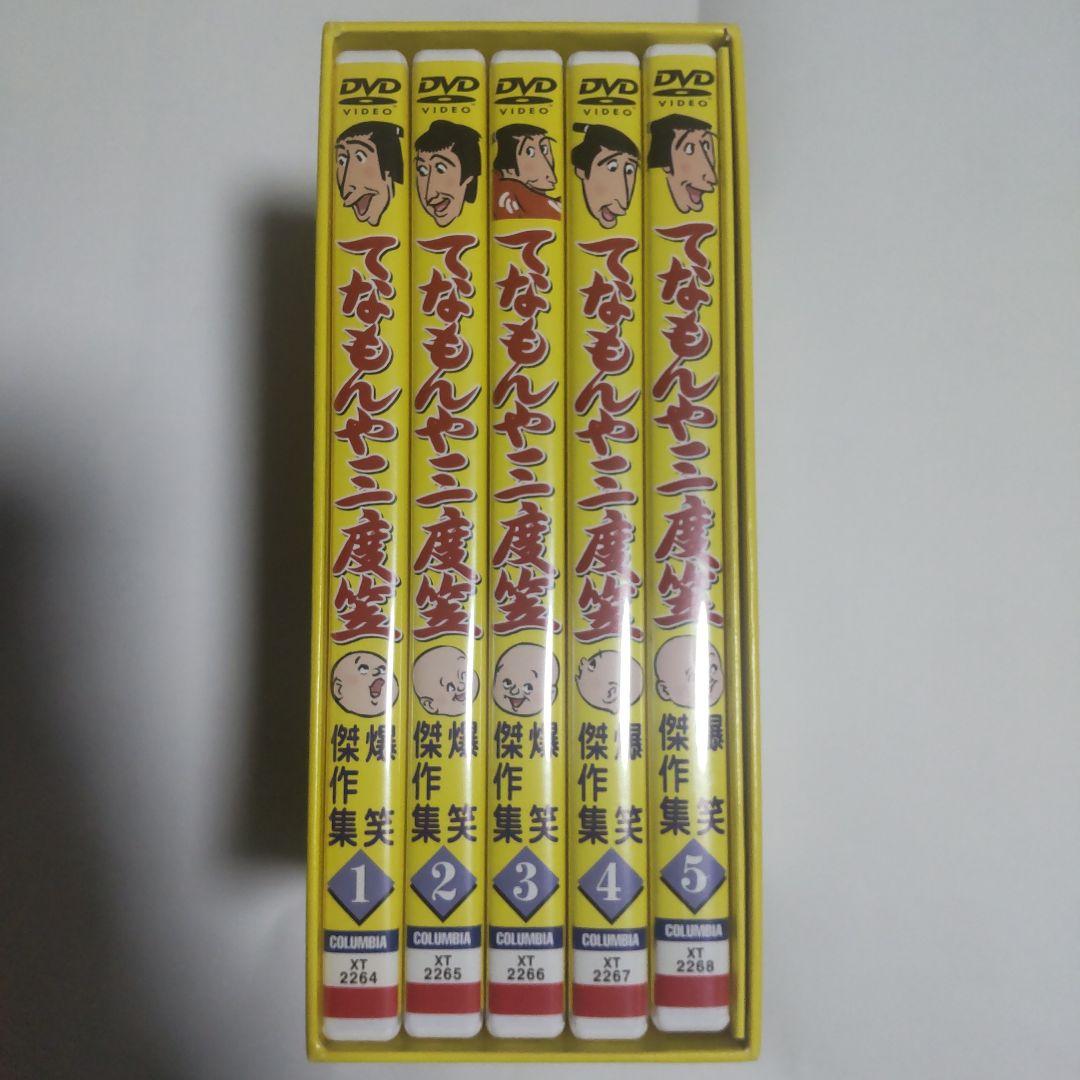 DVD
VIDEO
てなもんや三度笠
爆笑
傑作集
1
COLUMBIA
XT
2264
DVD
VIDEO
てなもんや三度笠
爆笑
傑作集
2
COLUMBIA
XT
2265
DVD
VIDEO
てなもんや三度笠
爆笑
傑作集
3
COLUMBIA
XT
2266
DVD
VIDEO
てなもんや三度笠
爆笑
傑作集
4
COLUMBIA
XT
2267
DVD
VIDEO
てなもんや三度笠
爆笑
傑作集
5
COLUMBIA
XT
2268